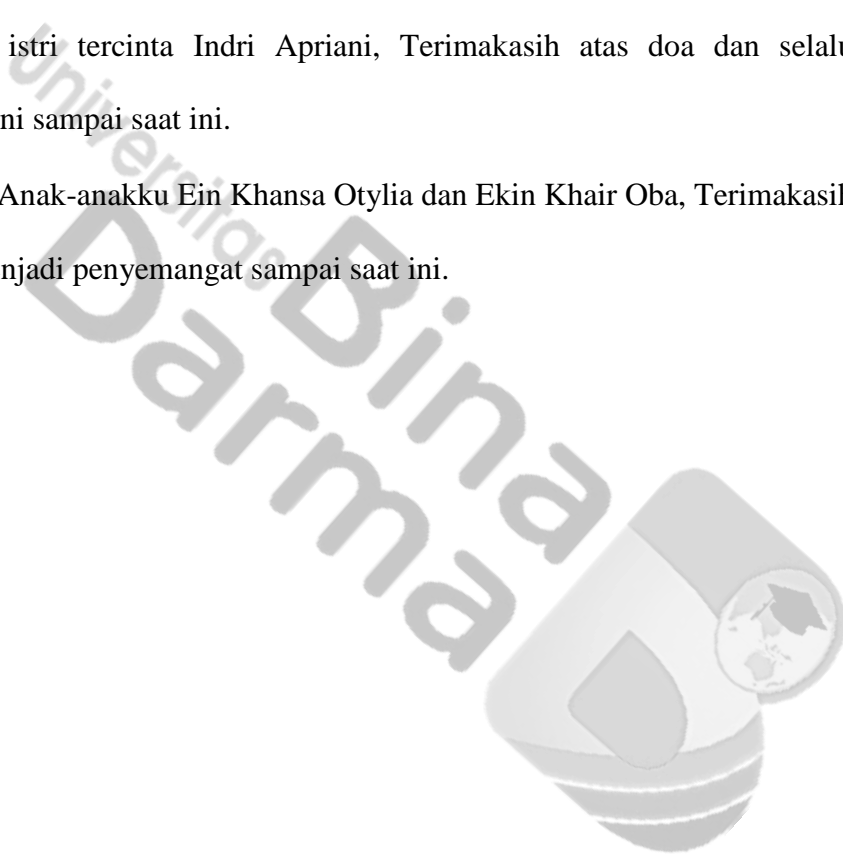 istri tercinta Indri Apriani, Terimakasih atas doa dan selalu
ni sampai saat ini.
Anak-anakku Ein Khansa Otylia dan Ekin Khair Oba, Terimakasih
njadi penyemangat sampai saat ini.
Universitas
Bina
Darma